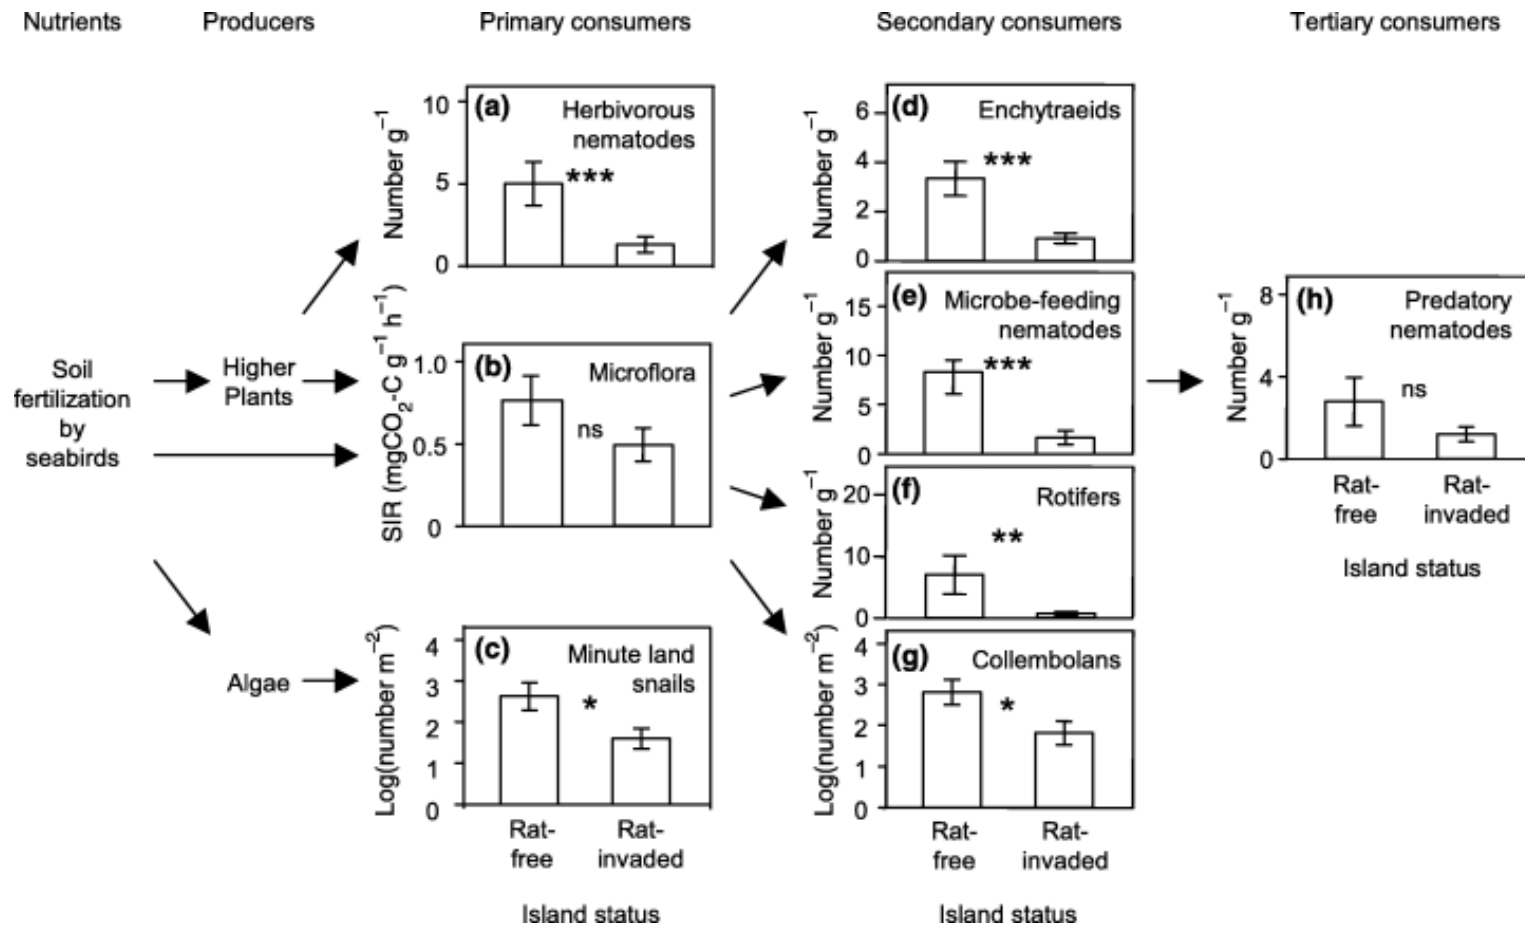 Nutrients
Producers
Primary consumers
Secondary consumers
Tertiary consumers
Soil
fertilization
by
seabirds
Higher
Plants
Algae
(a)
Herbivorous
nematodes
Number g⁻¹
10
5
0
***
(b)
Microflora
SIR (mgCO₂-C g⁻¹ h⁻¹)
1.0
0.5
0
ns
(c)
Minute land
snails
Log(number m⁻²)
4
3
2
1
0
*
Rat-
free
Rat-
invaded
Island status
(d)
Enchytraeids
Number g⁻¹
6
4
2
0
***
(e)
Microbe-feeding
nematodes
Number g⁻¹
15
10
5
0
***
(f)
Rotifers
Number g⁻¹
20
10
0
**
(g)
Collembolans
Log(number m⁻²)
4
3
2
1
0
*
Rat-
free
Rat-
invaded
Island status
(h)
Predatory
nematodes
Number g⁻¹
8
4
0
ns
Rat-
free
Rat-
invaded
Island status